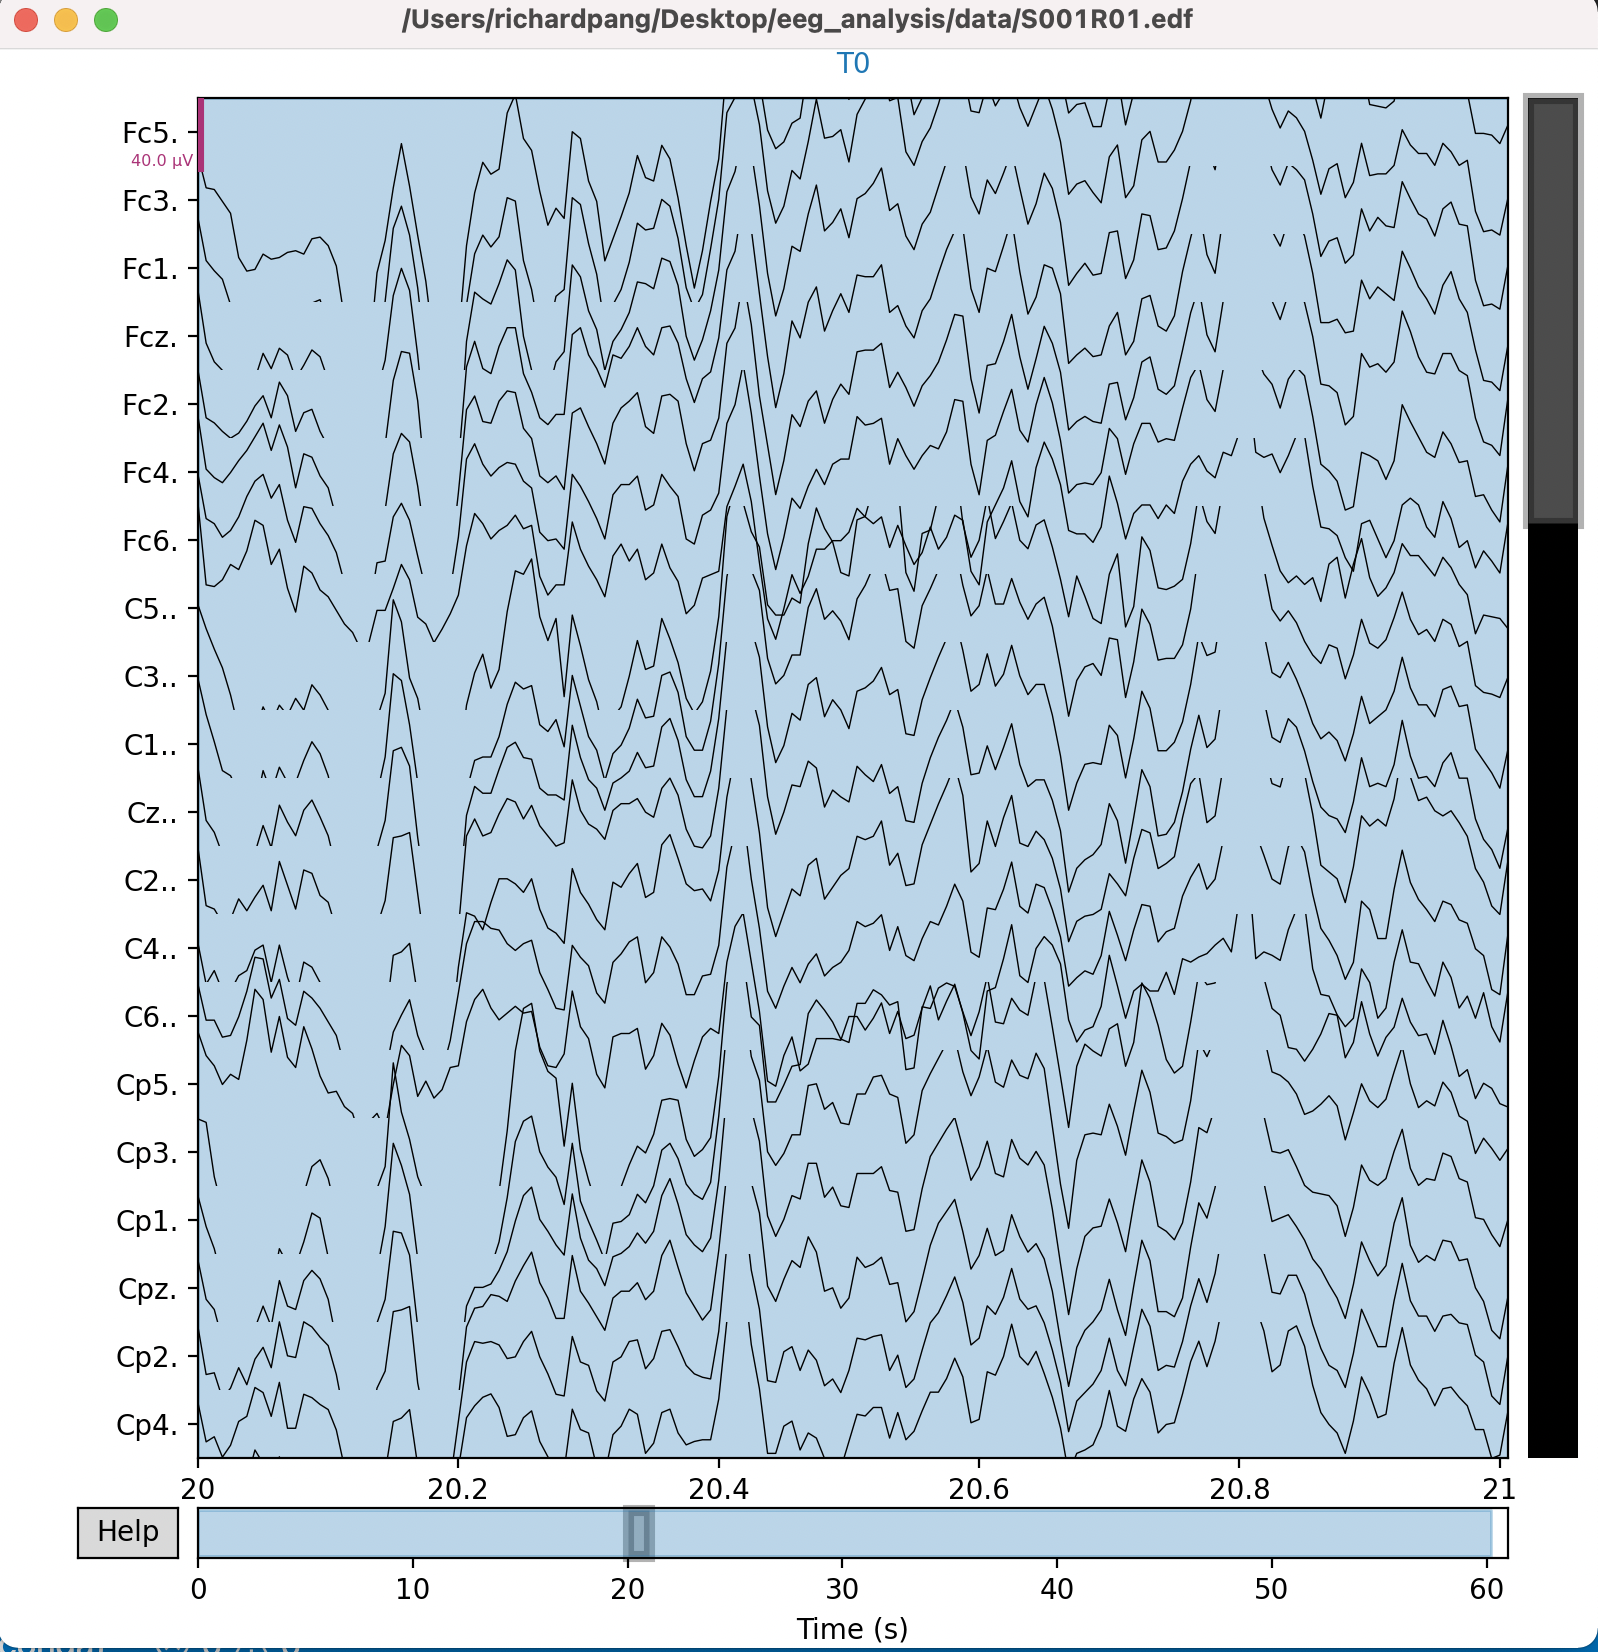 /Users/richardpang/Desktop/eeg_analysis/data/S001R01.edf
T0
Fc5.
40.0 µV
Fc3.
Fc1.
Fcz.
Fc2.
Fc4.
Fc6.
C5..
C3..
C1..
Cz..
C2..
C4..
C6..
Cp5.
Cp3.
Cp1.
Cpz.
Cp2.
Cp4.
20 20.2 20.4 20.6 20.8 21
Help
0 10 20 30 40 50 60
Time (s)